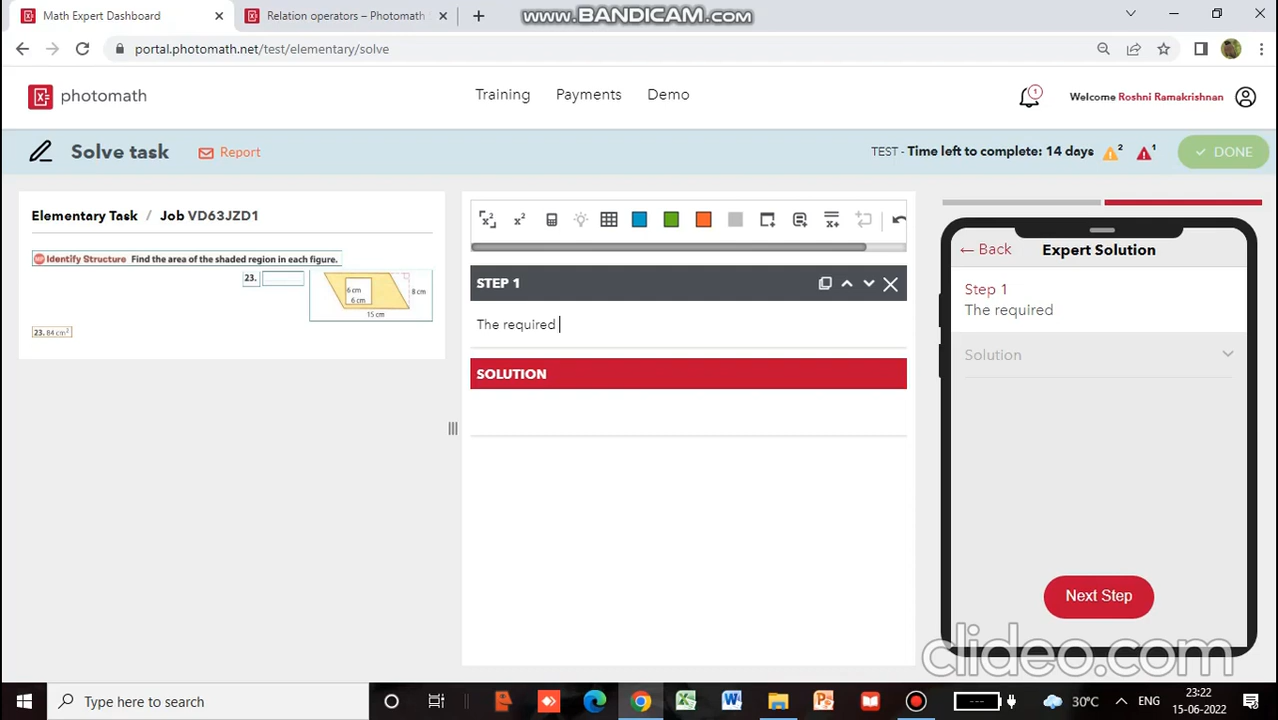 Math Expert Dashboard
Relation operators – Photomath
www.BANDICAM.com
portal.photomath.net/test/elementary/solve
photomath
Training
Payments
Demo
1
Welcome Roshni Ramakrishnan
Solve task
Report
TEST - Time left to complete: 14 days
2
1
DONE
Elementary Task / Job VD63JZD1
Identify Structure Find the area of the shaded region in each figure.
23.
6 cm
6 cm
8 cm
15 cm
23. 84 cm²
STEP 1
The required
SOLUTION
← Back
Expert Solution
Step 1
The required
Solution
Next Step
clideo.com
Type here to search
30°C
ENG
23:22
15-06-2022